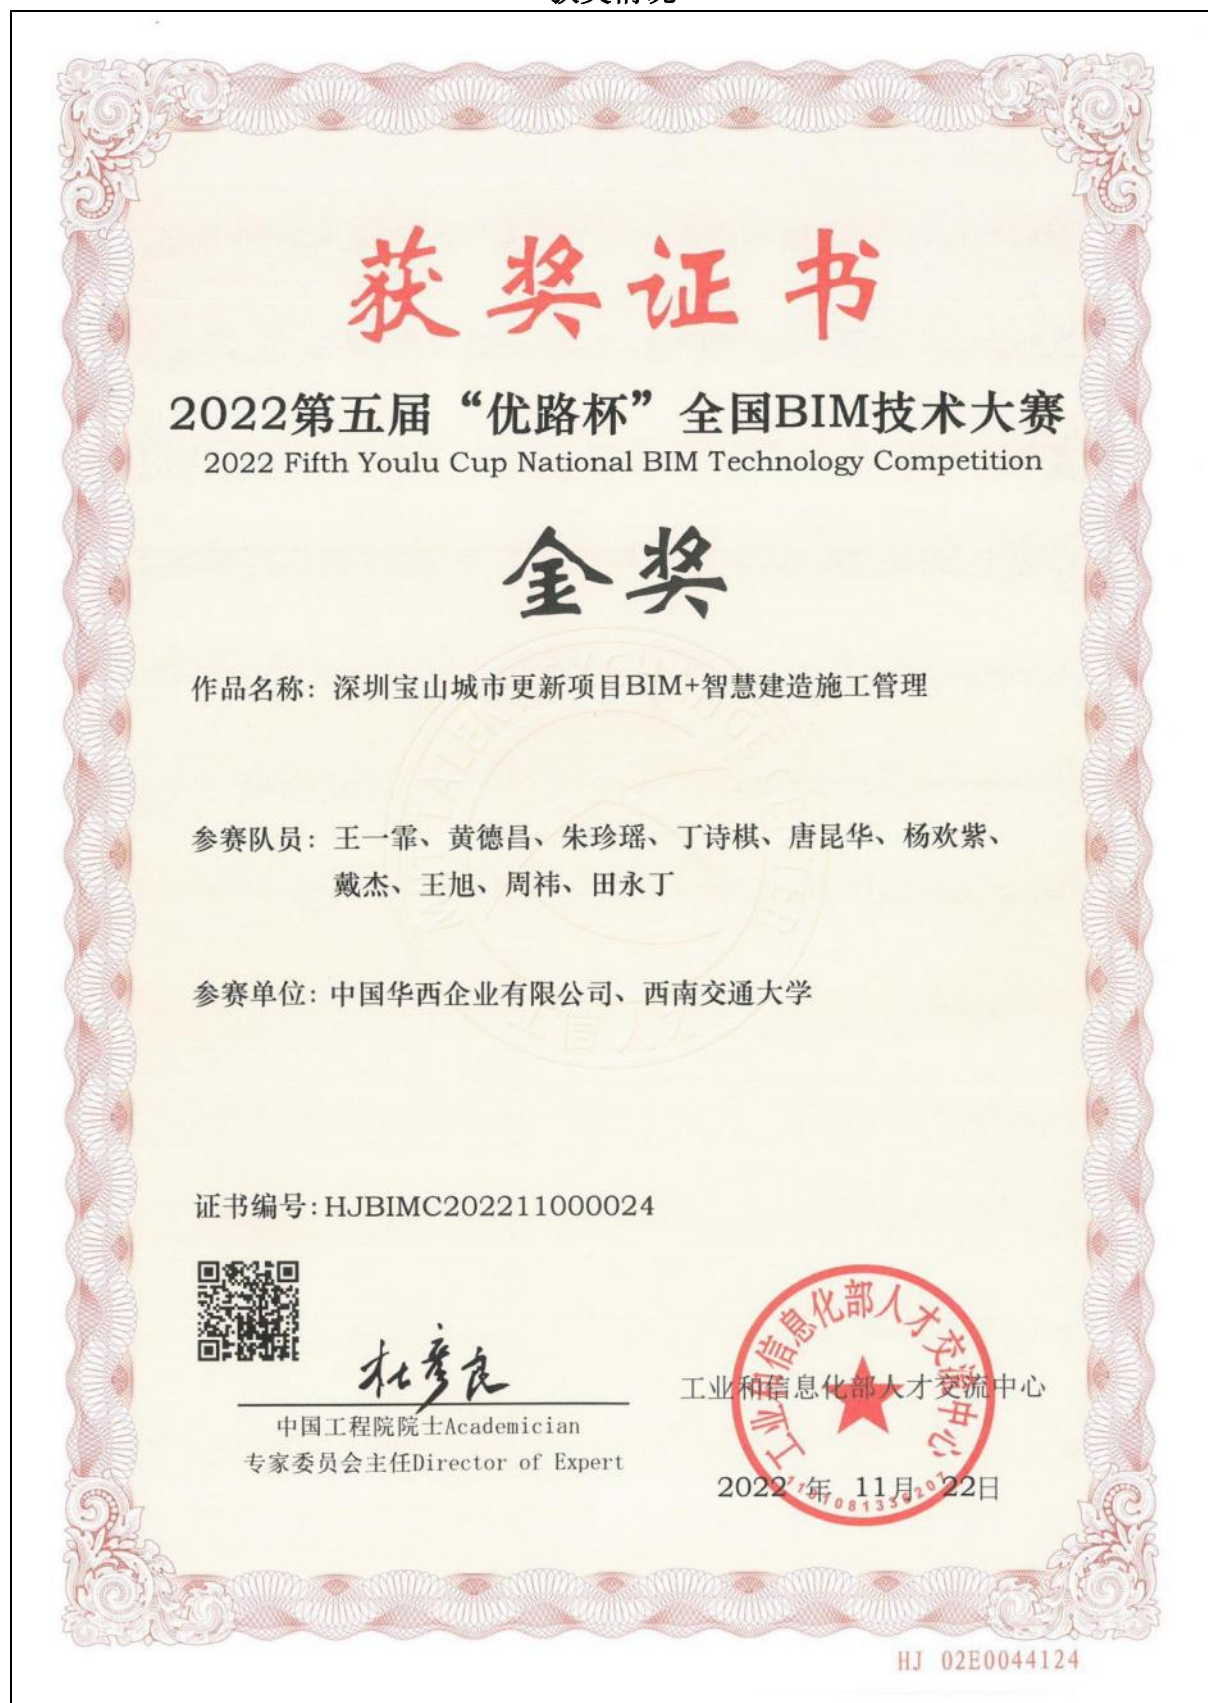 获奖情况
获奖证书
2022第五届“优路杯”全国BIM技术大赛
2022 Fifth Youlu Cup National BIM Technology Competition
金奖
作品名称：深圳宝山城市更新项目BIM+智慧建造施工管理
参赛队员：王一霏、黄德昌、朱珍瑶、丁诗棋、唐昆华、杨欢紫、
戴杰、王旭、周祎、田永丁
参赛单位：中国华西企业有限公司、西南交通大学
证书编号：HJBIMC202211000024
杜彦良
中国工程院院士Academician
专家委员会主任Director of Expert
工业和信息化部人才交流中心
工业和信息化部人才交流中心
2022 年 11月 22日
HJ 02E0044124